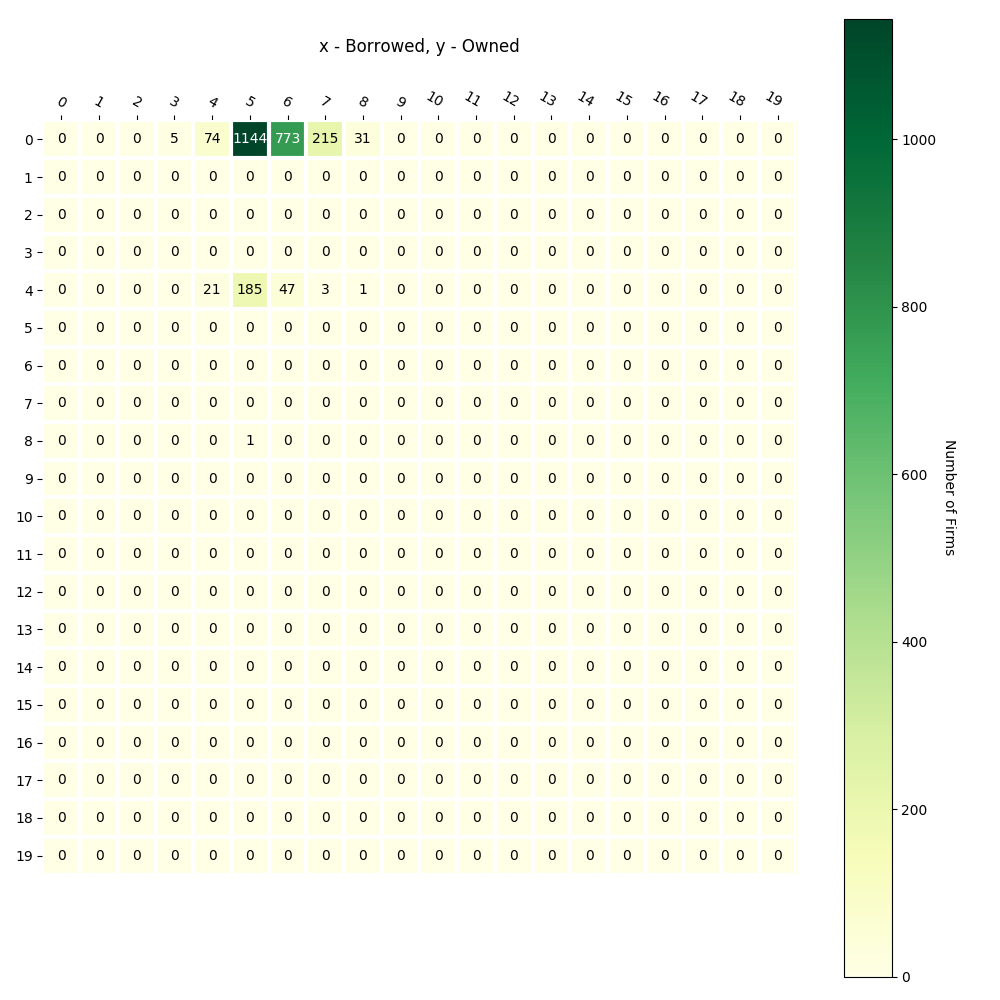 x - Borrowed, y - Owned
0 1 2 3 4 5 6 7 8 9 10 11 12 13 14 15 16 17 18 19
0 0 0 0 5 74 1144 773 215 31 0 0 0 0 0 0 0 0 0 0 0
1 0 0 0 0 0 0 0 0 0 0 0 0 0 0 0 0 0 0 0 0
2 0 0 0 0 0 0 0 0 0 0 0 0 0 0 0 0 0 0 0 0
3 0 0 0 0 0 0 0 0 0 0 0 0 0 0 0 0 0 0 0 0
4 0 0 0 0 21 185 47 3 1 0 0 0 0 0 0 0 0 0 0 0
5 0 0 0 0 0 0 0 0 0 0 0 0 0 0 0 0 0 0 0 0
6 0 0 0 0 0 0 0 0 0 0 0 0 0 0 0 0 0 0 0 0
7 0 0 0 0 0 0 0 0 0 0 0 0 0 0 0 0 0 0 0 0
8 0 0 0 0 0 1 0 0 0 0 0 0 0 0 0 0 0 0 0 0
9 0 0 0 0 0 0 0 0 0 0 0 0 0 0 0 0 0 0 0 0
10 0 0 0 0 0 0 0 0 0 0 0 0 0 0 0 0 0 0 0 0
11 0 0 0 0 0 0 0 0 0 0 0 0 0 0 0 0 0 0 0 0
12 0 0 0 0 0 0 0 0 0 0 0 0 0 0 0 0 0 0 0 0
13 0 0 0 0 0 0 0 0 0 0 0 0 0 0 0 0 0 0 0 0
14 0 0 0 0 0 0 0 0 0 0 0 0 0 0 0 0 0 0 0 0
15 0 0 0 0 0 0 0 0 0 0 0 0 0 0 0 0 0 0 0 0
16 0 0 0 0 0 0 0 0 0 0 0 0 0 0 0 0 0 0 0 0
17 0 0 0 0 0 0 0 0 0 0 0 0 0 0 0 0 0 0 0 0
18 0 0 0 0 0 0 0 0 0 0 0 0 0 0 0 0 0 0 0 0
19 0 0 0 0 0 0 0 0 0 0 0 0 0 0 0 0 0 0 0 0
1000
800
600
400
200
0
Number of Firms